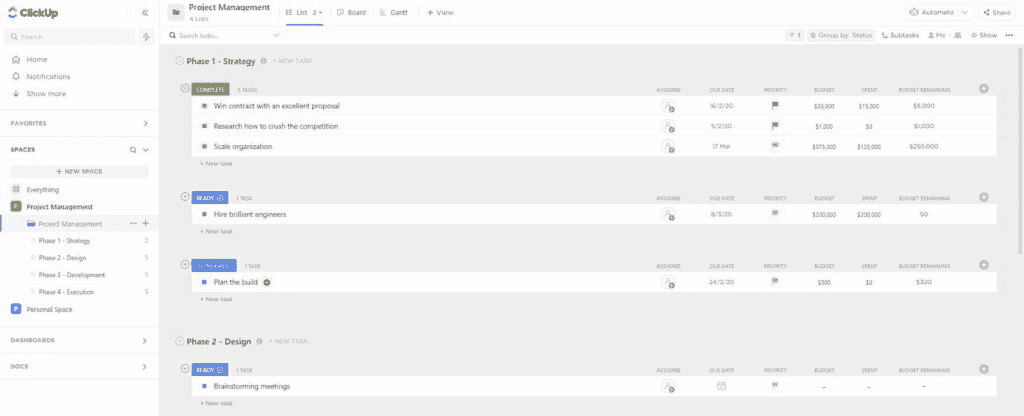 ClickUp
Search
Home
Notifications
Show more
FAVORITES
SPACES
+ NEW SPACE
Everything
Project Management
Project Management
Phase 1 - Strategy 2
Phase 2 - Design 5
Phase 3 - Development 5
Phase 4 - Execution 5
P Personal Space
DASHBOARDS
DOCS
Project Management
4 Lists
List 2
Board
Gantt
+ View
Automate
Share
Search tasks...
1
Group by: Status
Subtasks
Me
Show
Phase 1 - Strategy + NEW TASK
COMPLETE 3 TASKS ASSIGNEE DUE DATE PRIORITY BUDGET SPENT BUDGET REMAINING
Win contract with an excellent proposal 16/2/20 $20,000 $15,000 $5,000
Research how to crush the competition 5/2/20 $1,000 $0 $1,000
Scale organization 17 Mar $375,000 $125,000 $250,000
+ New task
READY 1 TASK ASSIGNEE DUE DATE PRIORITY BUDGET SPENT BUDGET REMAINING
Hire brilliant engineers 8/3/20 $200,000 $200,000 $0
+ New task
1 TASK ASSIGNEE DUE DATE PRIORITY BUDGET SPENT BUDGET REMAINING
Plan the build 24/2/20 $300 $0 $300
+ New task
Phase 2 - Design + NEW TASK
READY 1 TASK ASSIGNEE DUE DATE PRIORITY BUDGET SPENT BUDGET REMAINING
Brainstorming meetings – – –
+ New task